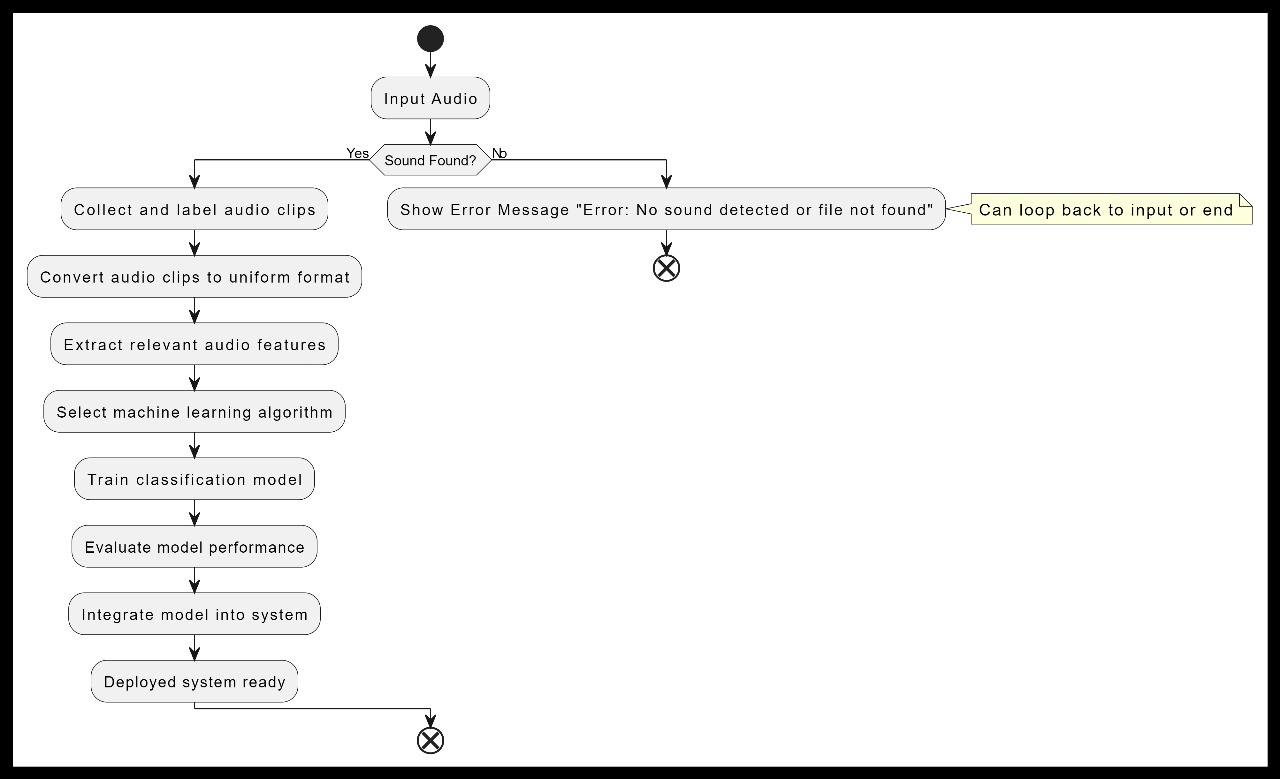 Input Audio
Yes
Sound Found?
No
Collect and label audio clips
Show Error Message "Error: No sound detected or file not found"
Can loop back to input or end
Convert audio clips to uniform format
Extract relevant audio features
Select machine learning algorithm
Train classification model
Evaluate model performance
Integrate model into system
Deployed system ready